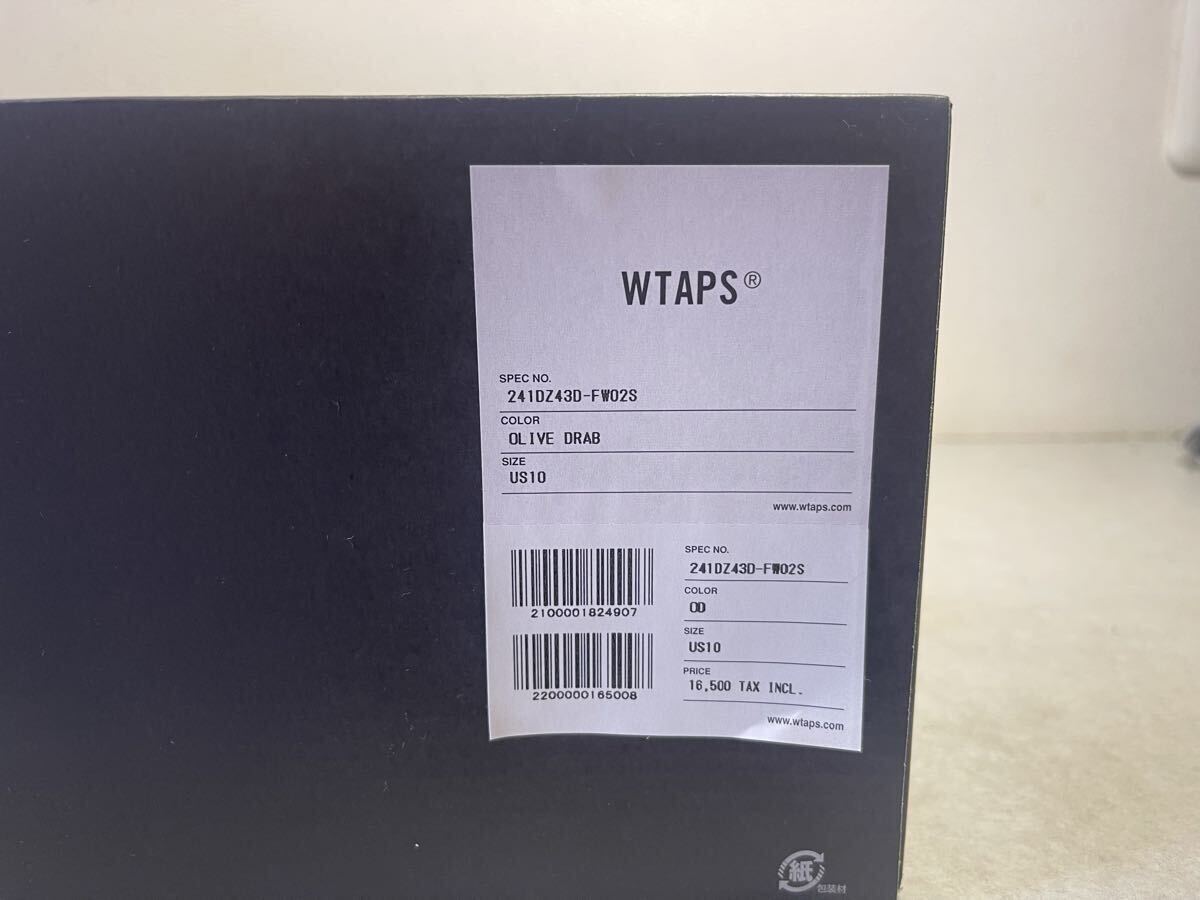 WTAPS®
SPEC NO.
241DZ43D-FW02S
COLOR
OLIVE DRAB
SIZE
US10
www.wtaps.com
2100001824907
2200000165008
SPEC NO.
241DZ43D-FW02S
COLOR
OD
SIZE
US10
PRICE
16,500 TAX INCL.
www.wtaps.com
紙
包装材